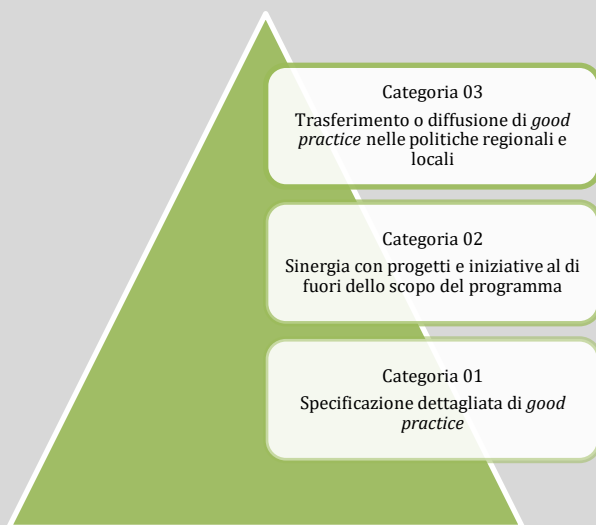 Categoria 03
Trasferimento o diffusione di good
practice nelle politiche regionali e
locali
Categoria 02
Sinergia con progetti e iniziative al di
fuori dello scopo del programma
Categoria 01
Specificazione dettagliata di good
practice